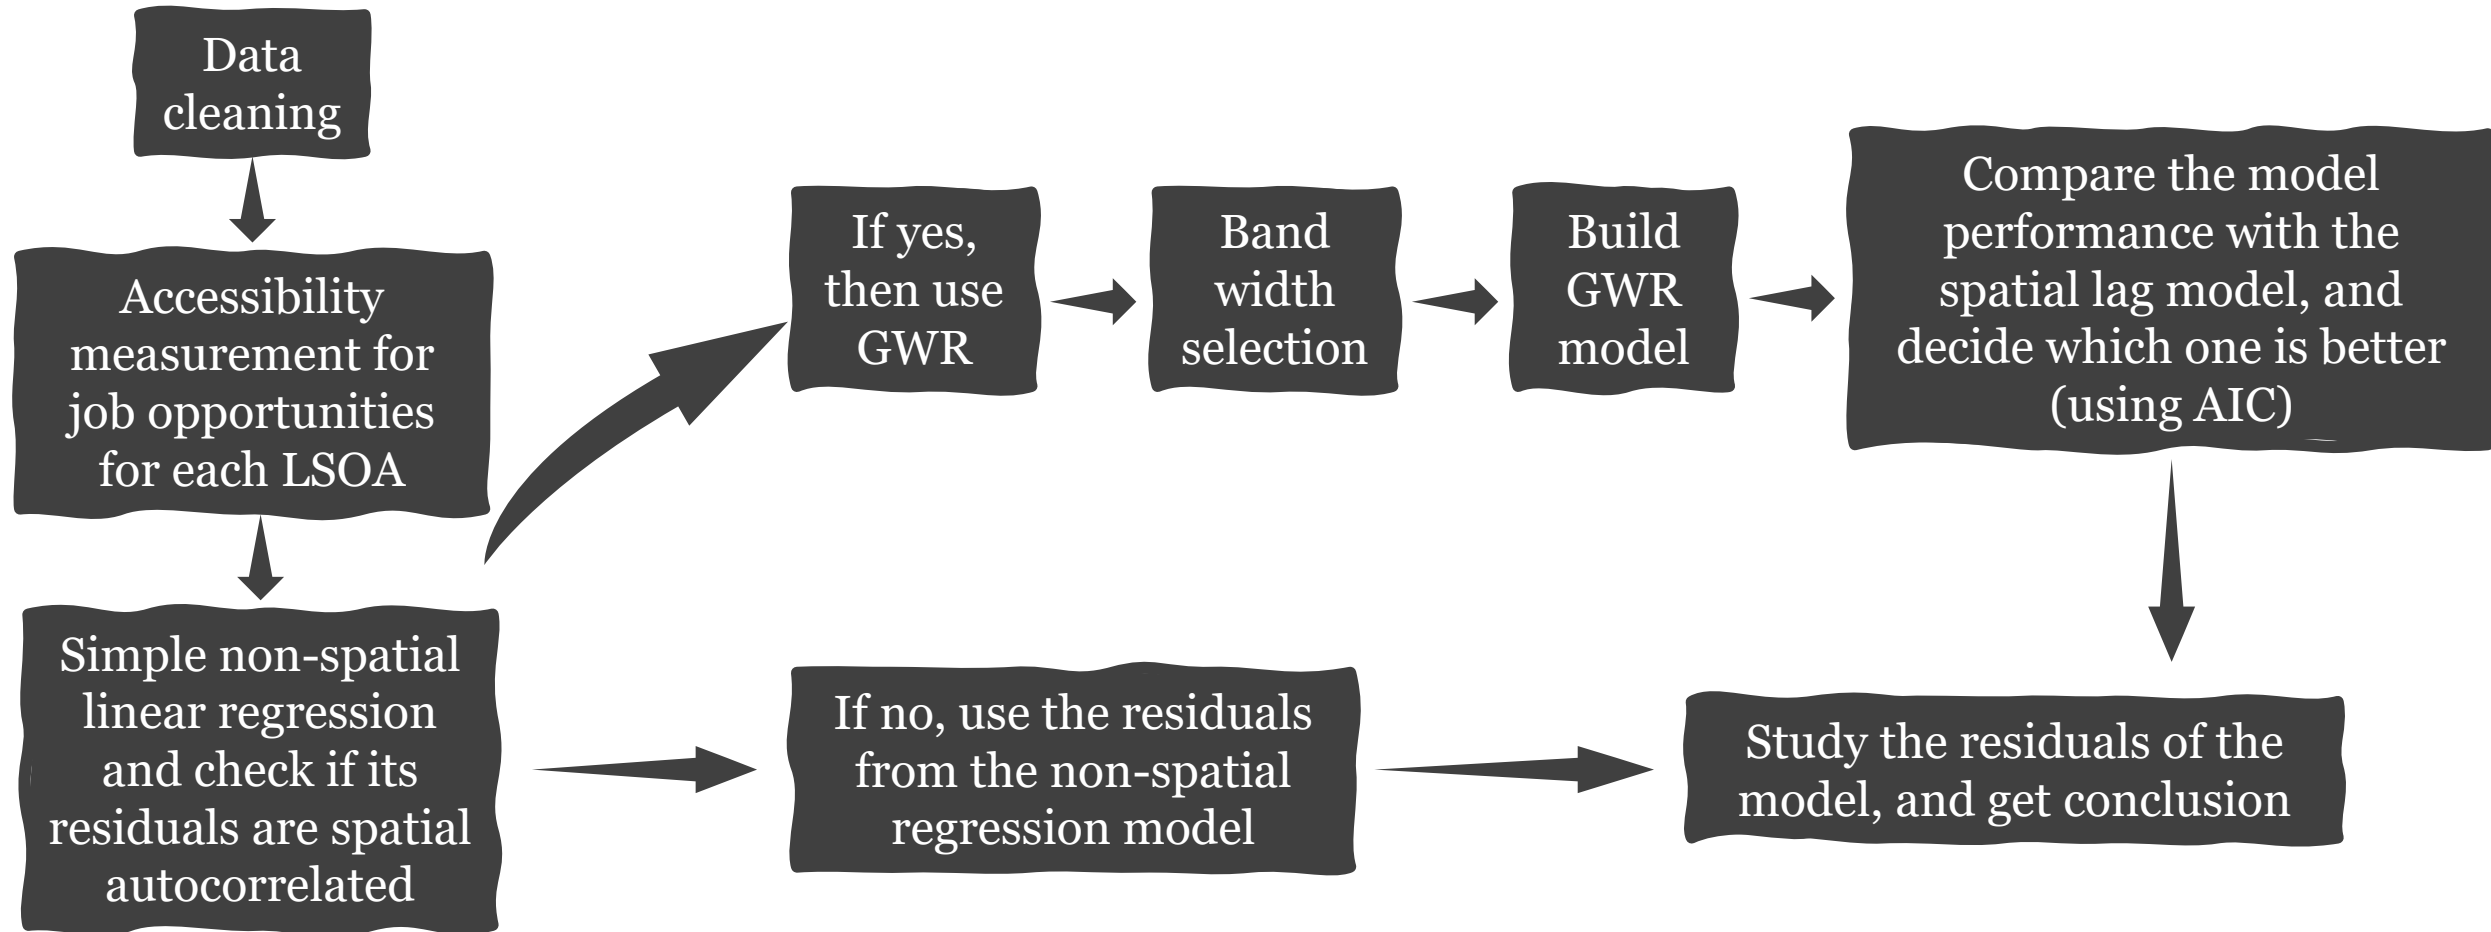 Data
cleaning
Accessibility
measurement for
job opportunities
for each LSOA
Simple non-spatial
linear regression
and check if its
residuals are spatial
autocorrelated
If yes,
then use
GWR
Band
width
selection
Build
GWR
model
Compare the model
performance with the
spatial lag model, and
decide which one is better
(using AIC)
If no, use the residuals
from the non-spatial
regression model
Study the residuals of the
model, and get conclusion